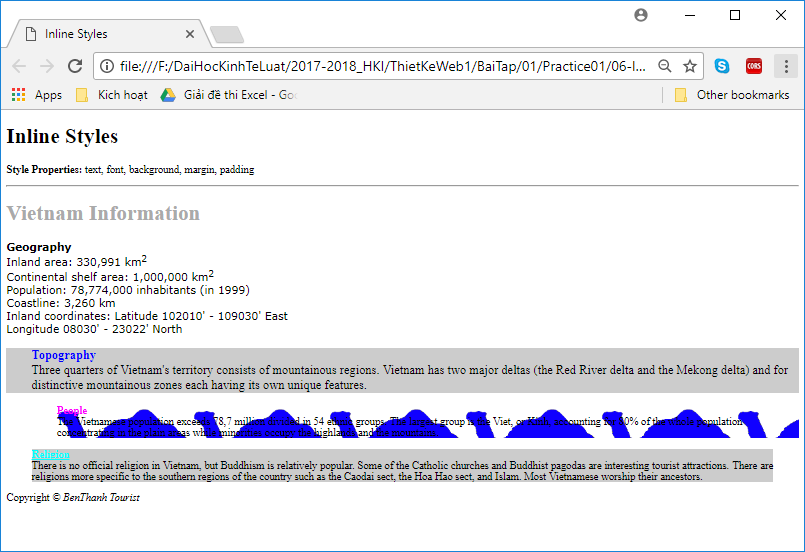 Inline Styles
file:///F:/DaiHocKinhTeLuat/2017-2018_HKI/ThietKeWeb1/BaiTap/01/Practice01/06-I...
CORS
Apps Kích hoạt Giải đề thi Excel - Goo Other bookmarks
Inline Styles
Style Properties: text, font, background, margin, padding
Vietnam Information
Geography
Inland area: 330,991 km2
Continental shelf area: 1,000,000 km2
Population: 78,774,000 inhabitants (in 1999)
Coastline: 3,260 km
Inland coordinates: Latitude 102010' - 109030' East
Longitude 08030' - 23022' North
Topography
Three quarters of Vietnam's territory consists of mountainous regions. Vietnam has two major deltas (the Red River delta and the Mekong delta) and for
distinctive mountainous zones each having its own unique features.
People
The Vietnamese population exceeds 78,7 million divided in 54 ethnic groups. The largest group is the Viet, or Kinh, accounting for 80% of the whole population
concentrating in the plain areas while minorities occupy the highlands and the mountains.
Religion
There is no official religion in Vietnam, but Buddhism is relatively popular. Some of the Catholic churches and Buddhist pagodas are interesting tourist attractions. There are
religions more specific to the southern regions of the country such as the Caodai sect, the Hoa Hao sect, and Islam. Most Vietnamese worship their ancestors.
Copyright © BenThanh Tourist